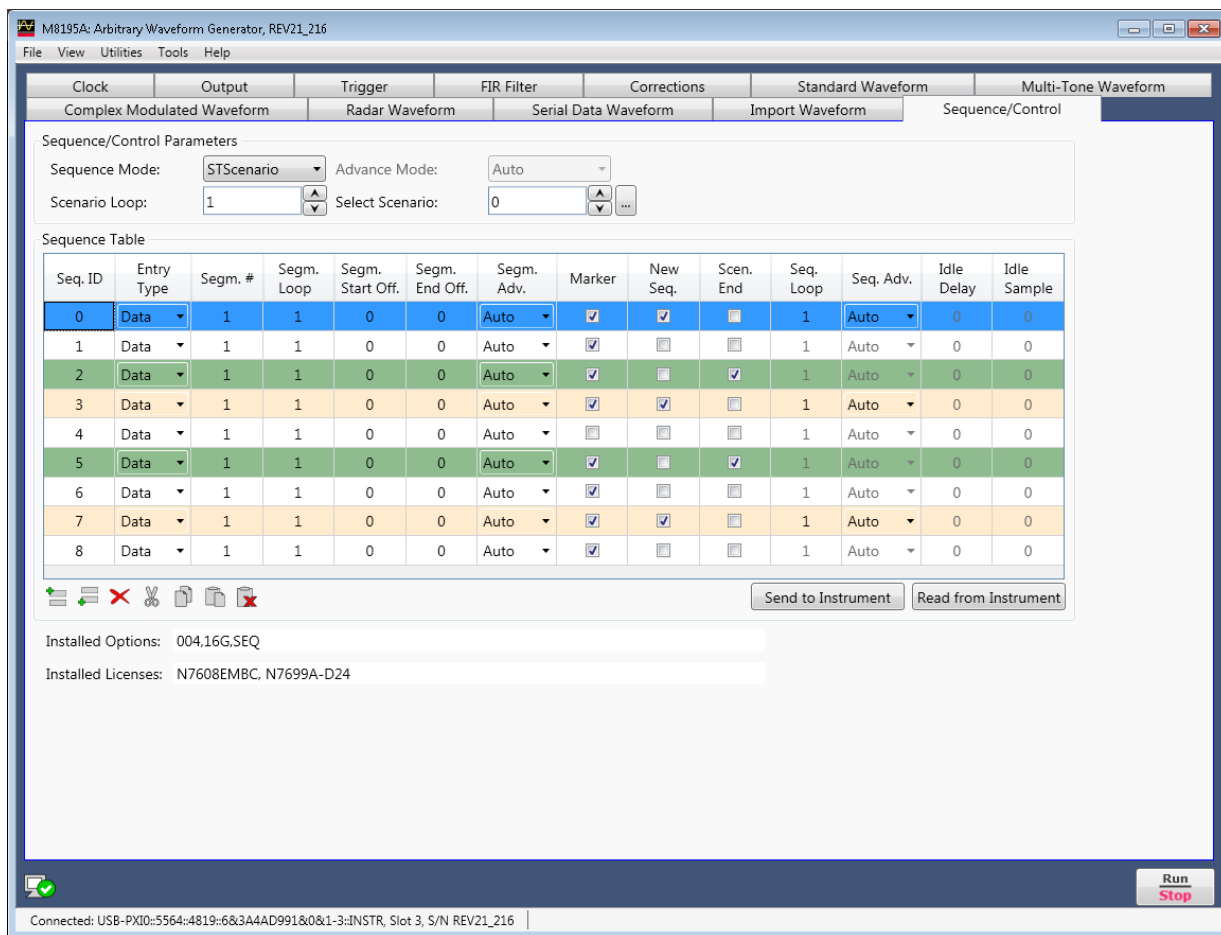 M8195A: Arbitrary Waveform Generator, REV21_216
File View Utilities Tools Help
Clock Output Trigger FIR Filter Corrections Standard Waveform Multi-Tone Waveform
Complex Modulated Waveform Radar Waveform Serial Data Waveform Import Waveform Sequence/Control
Sequence/Control Parameters
Sequence Mode: STScenario Advance Mode: Auto
Scenario Loop: 1 Select Scenario: 0 ...
Sequence Table
Seq. ID Entry Type Segm. # Segm. Loop Segm. Start Off. Segm. End Off. Segm. Adv. Marker New Seq. Scen. End Seq. Loop Seq. Adv. Idle Delay Idle Sample
0 Data 1 1 0 0 Auto 1 Auto 0 0
1 Data 1 1 0 0 Auto 1 Auto 0 0
2 Data 1 1 0 0 Auto 1 Auto 0 0
3 Data 1 1 0 0 Auto 1 Auto 0 0
4 Data 1 1 0 0 Auto 1 Auto 0 0
5 Data 1 1 0 0 Auto 1 Auto 0 0
6 Data 1 1 0 0 Auto 1 Auto 0 0
7 Data 1 1 0 0 Auto 1 Auto 0 0
8 Data 1 1 0 0 Auto 1 Auto 0 0
Send to Instrument Read from Instrument
Installed Options: 004,16G,SEQ
Installed Licenses: N7608EMBC, N7699A-D24
Run
Stop
Connected: USB-PXI0::5564::4819::6&3A4AD991&0&1-3::INSTR, Slot 3, S/N REV21_216